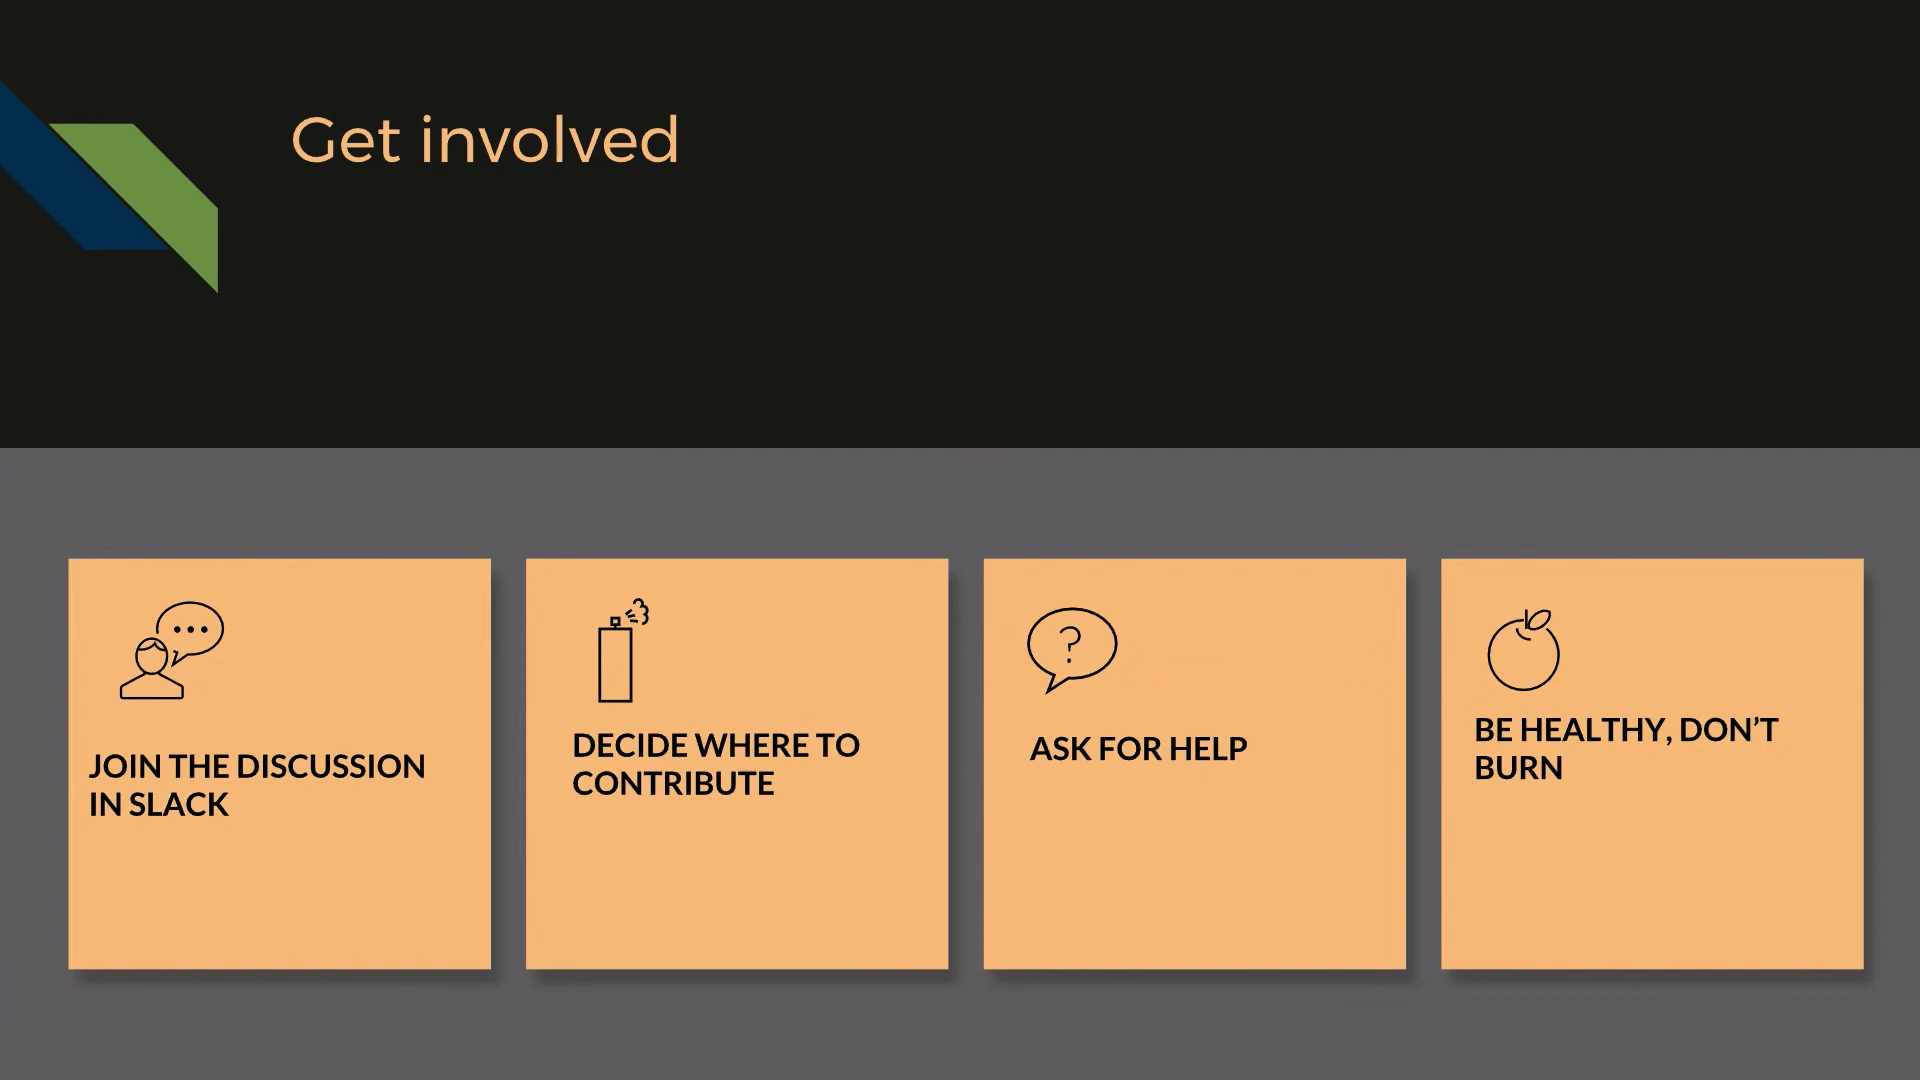 Get involved
JOIN THE DISCUSSION
IN SLACK
DECIDE WHERE TO
CONTRIBUTE
?
ASK FOR HELP
BE HEALTHY, DON’T
BURN